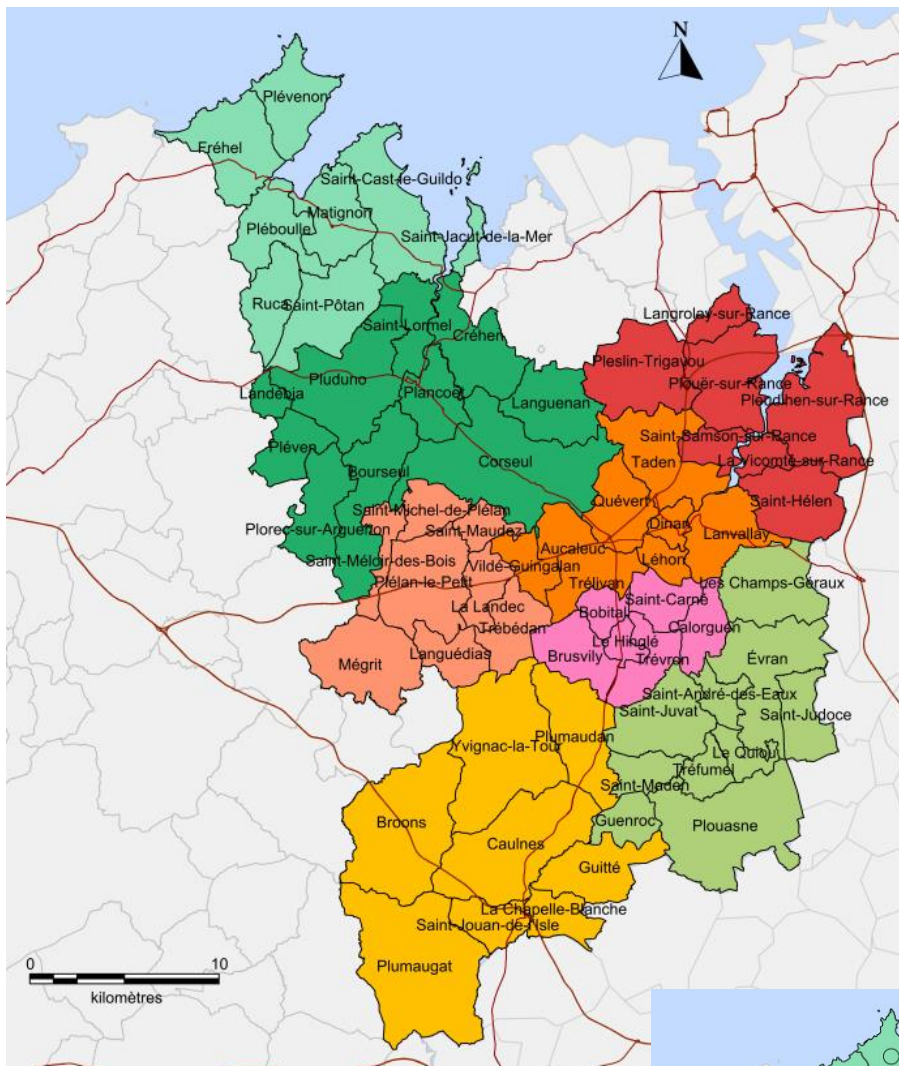 N
Plévenon
Fréhel
Saint-Cast-le-Guildo
Matignon
Pléboulle
Saint-Jacut-de-la-Mer
Ruca
Saint-Pôtan
Langrolay-sur-Rance
Saint-Lormel
Créhen
Pleslin-Trigavou
Pluduno
Plouër-sur-Rance
Landébia
Plancoët
Languenan
Pleudihen-sur-Rance
Saint-Samson-sur-Rance
Pléven
Bourseul
Corseul
Taden
La Vicomté-sur-Rance
Quévert
Saint-Hélen
Saint-Michel-de-Plélan
Plorec-sur-Arguenon
Saint-Maudez
Dinan
Lanvallay
Aucaleuc
Léhon
Saint-Méloir-des-Bois
Vildé-Guingalan
Plélan-le-Petit
Trélivan
Les Champs-Géraux
Saint-Carné
La Landec
Bobital
Trébédan
Calorguen
Le Hinglé
Mégrit
Languédias
Brusvily
Trévron
Évran
Saint-André-des-Eaux
Saint-Juvat
Saint-Judoce
Plumaudan
Yvignac-la-Tour
Le Quiou
Tréfumel
Saint-Maden
Broons
Guenroc
Plouasne
Caulnes
Guitté
La Chapelle-Blanche
Saint-Jouan-de-l'Isle
Plumaugat
0 10
kilomètres